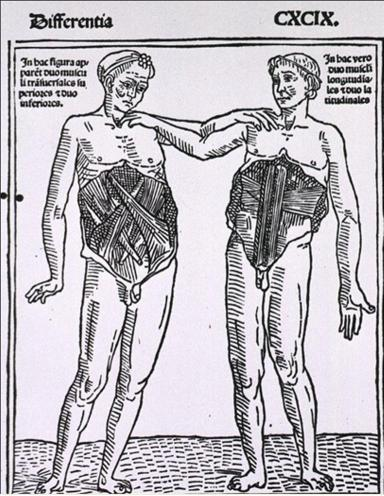 Differentia
CXCIX.
In hac figura ap
parēt duo muscu
li trāsuersales su
periores ⁊ duo
inferiores.
In hac vero
duo musculi
longitudia
les ⁊ duo la
titudinales